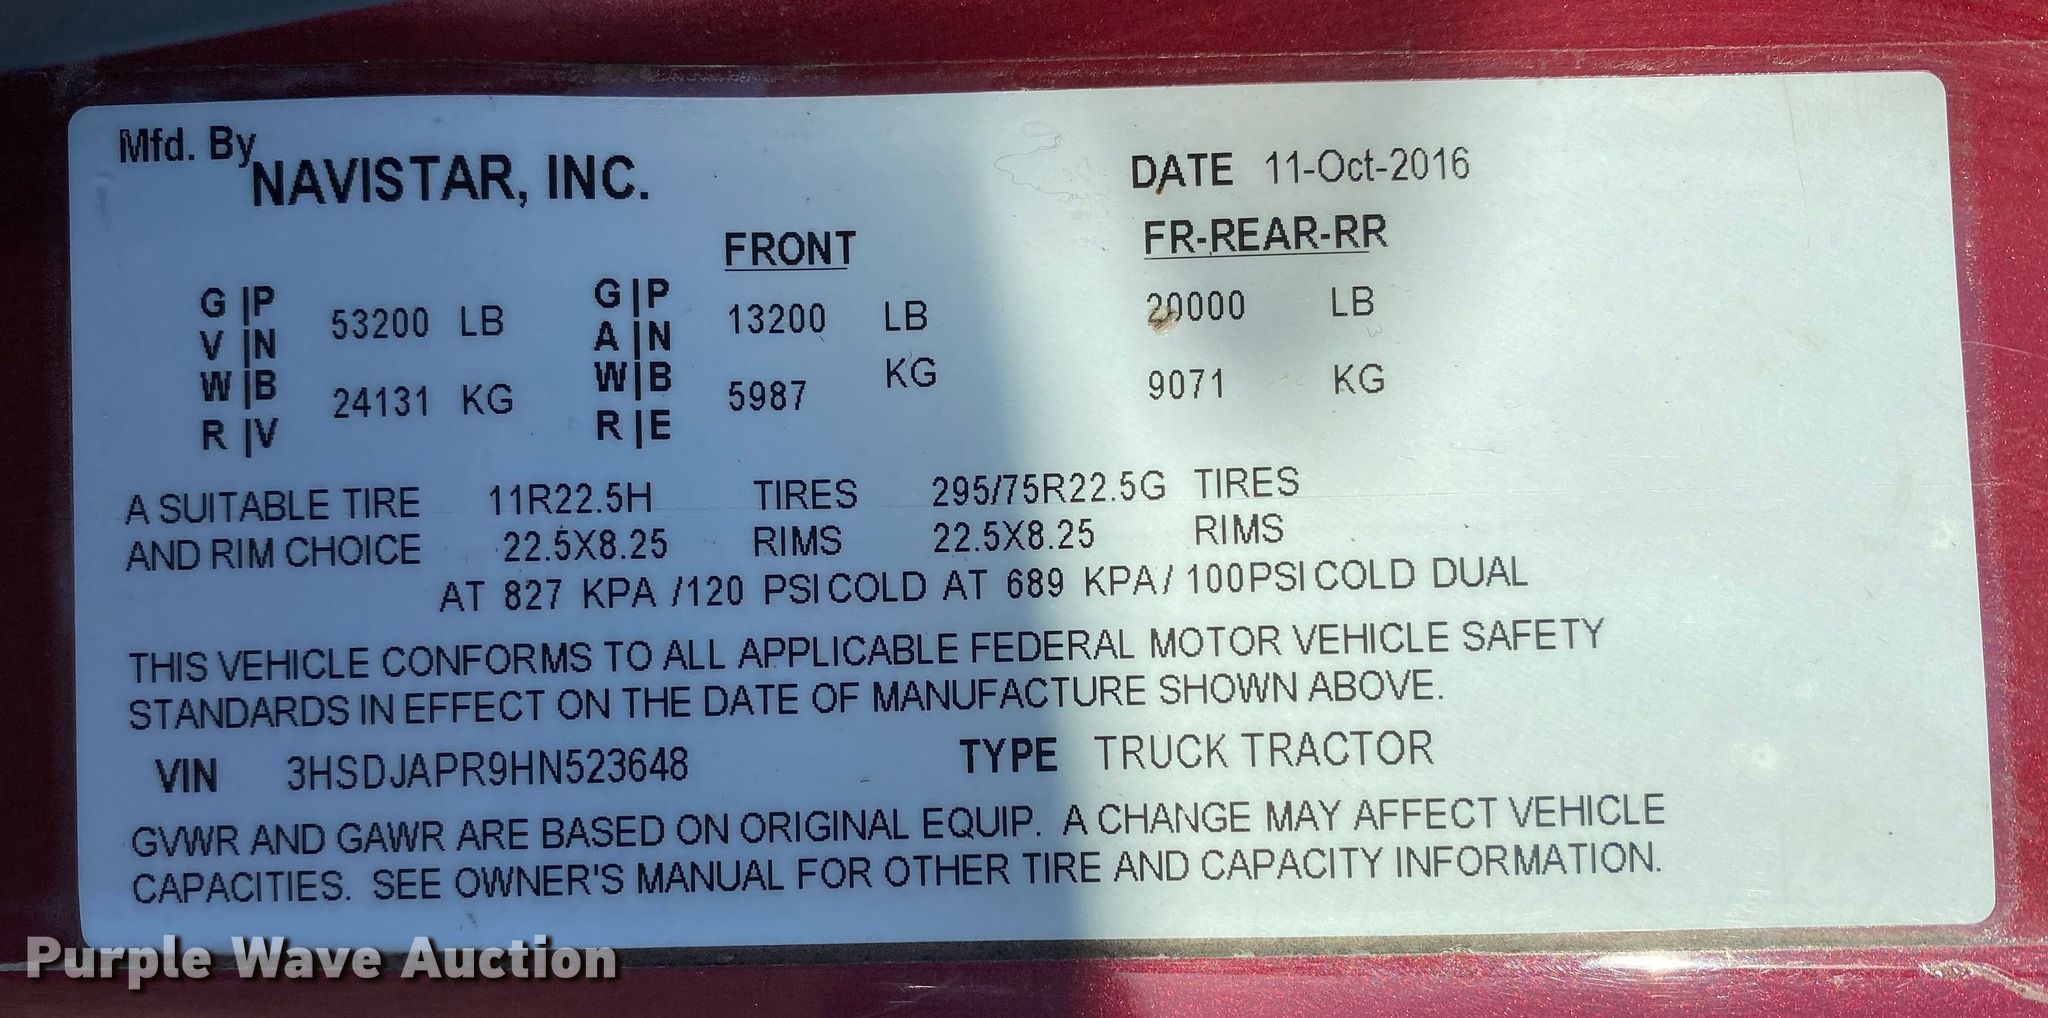 Mfd. By
NAVISTAR, INC.
DATE 11-Oct-2016
FRONT
FR-REAR-RR
G|P
V|N
W|B
R|V
53200 LB
24131 KG
G|P
A|N
W|B
R|E
13200 LB
5987 KG
20000 LB
9071 KG
A SUITABLE TIRE 11R22.5H TIRES 295/75R22.5G TIRES
AND RIM CHOICE 22.5X8.25 RIMS 22.5X8.25 RIMS
AT 827 KPA /120 PSI COLD AT 689 KPA/ 100PSI COLD DUAL
THIS VEHICLE CONFORMS TO ALL APPLICABLE FEDERAL MOTOR VEHICLE SAFETY
STANDARDS IN EFFECT ON THE DATE OF MANUFACTURE SHOWN ABOVE.
VIN 3HSDJAPR9HN523648 TYPE TRUCK TRACTOR
GVWR AND GAWR ARE BASED ON ORIGINAL EQUIP. A CHANGE MAY AFFECT VEHICLE
CAPACITIES. SEE OWNER'S MANUAL FOR OTHER TIRE AND CAPACITY INFORMATION.
Purple Wave Auction